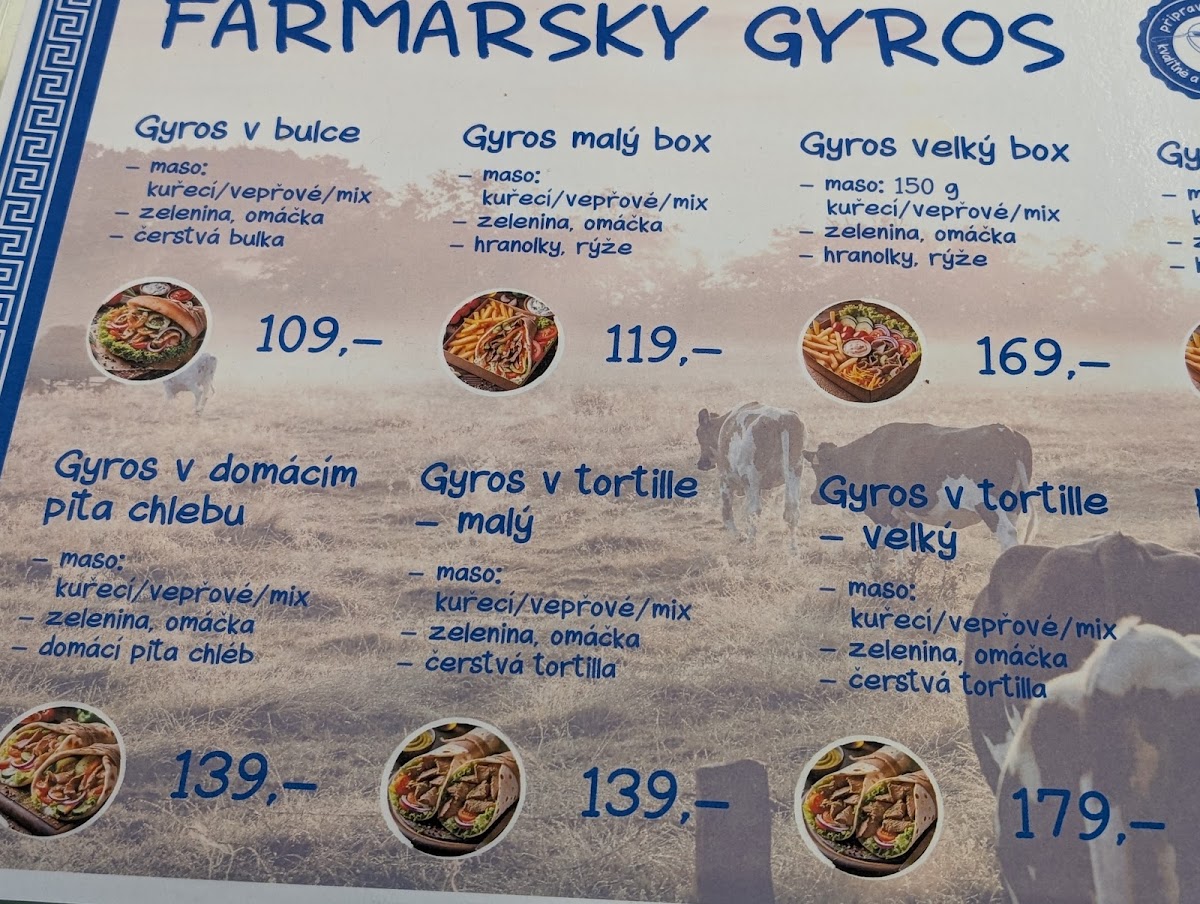 FARMARSKY GYROS
připrav
kvalitně a
Gyros v bulce
– maso:
kuřecí/vepřové/mix
– zelenina, omáčka
– čerstvá bulka
109,–
Gyros malý box
– maso:
kuřecí/vepřové/mix
– zelenina, omáčka
– hranolky, rýže
119,–
Gyros velký box
– maso: 150 g
kuřecí/vepřové/mix
– zelenina, omáčka
– hranolky, rýže
169,–
Gy
Gyros v domácím
pita chlebu
– maso:
kuřecí/vepřové/mix
– zelenina, omáčka
– domácí pita chléb
139,–
Gyros v tortille
– malý
– maso:
kuřecí/vepřové/mix
– zelenina, omáčka
– čerstvá tortilla
139,–
Gyros v tortille
– velký
– maso:
kuřecí/vepřové/mix
– zelenina, omáčka
– čerstvá tortilla
179,–